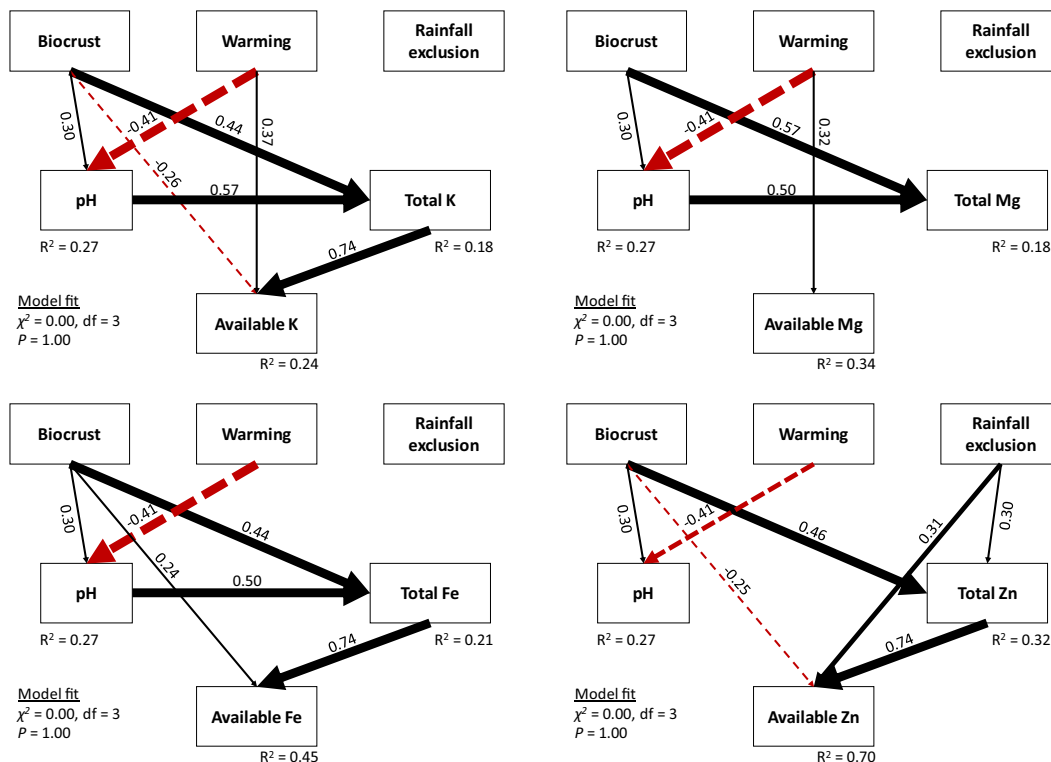 Biocrust
Warming
Rainfall
exclusion
0.30
-0.41
0.44
0.37
-0.26
0.57
pH
Total K
R² = 0.27
R² = 0.18
0.74
Model fit
χ² = 0.00, df = 3
P = 1.00
Available K
R² = 0.24
Biocrust
Warming
Rainfall
exclusion
0.30
-0.41
0.57
0.32
0.50
pH
Total Mg
R² = 0.27
R² = 0.18
Model fit
χ² = 0.00, df = 3
P = 1.00
Available Mg
R² = 0.34
Biocrust
Warming
Rainfall
exclusion
0.30
-0.41
0.44
0.24
0.50
pH
Total Fe
R² = 0.27
R² = 0.21
0.74
Model fit
χ² = 0.00, df = 3
P = 1.00
Available Fe
R² = 0.45
Biocrust
Warming
Rainfall
exclusion
0.30
-0.41
0.46
0.31
0.30
-0.25
pH
Total Zn
R² = 0.27
R² = 0.32
0.74
Model fit
χ² = 0.00, df = 3
P = 1.00
Available Zn
R² = 0.70